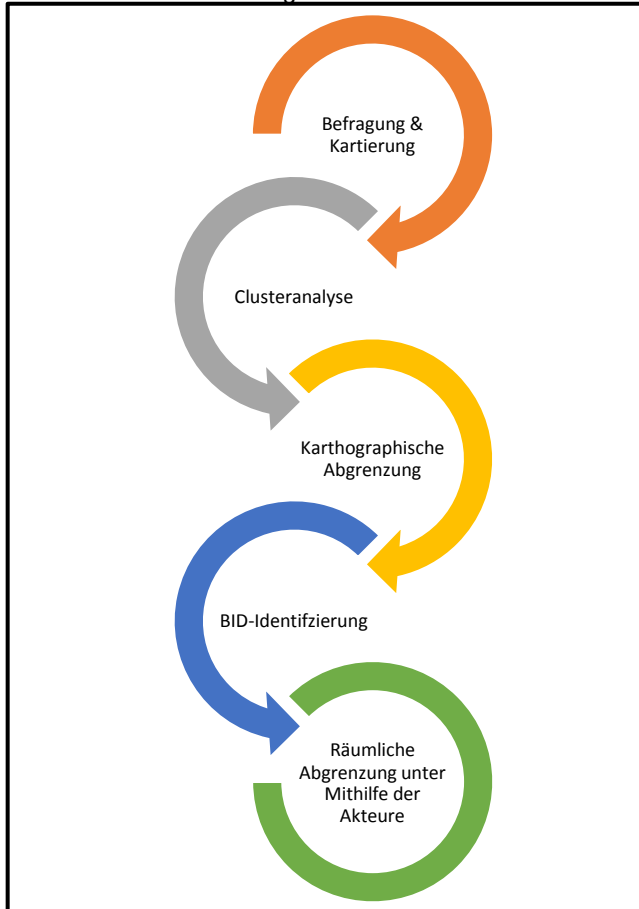 Befragung &
Kartierung
Clusteranalyse
Karthographische
Abgrenzung
BID-Identifzierung
Räumliche
Abgrenzung unter
Mithilfe der
Akteure